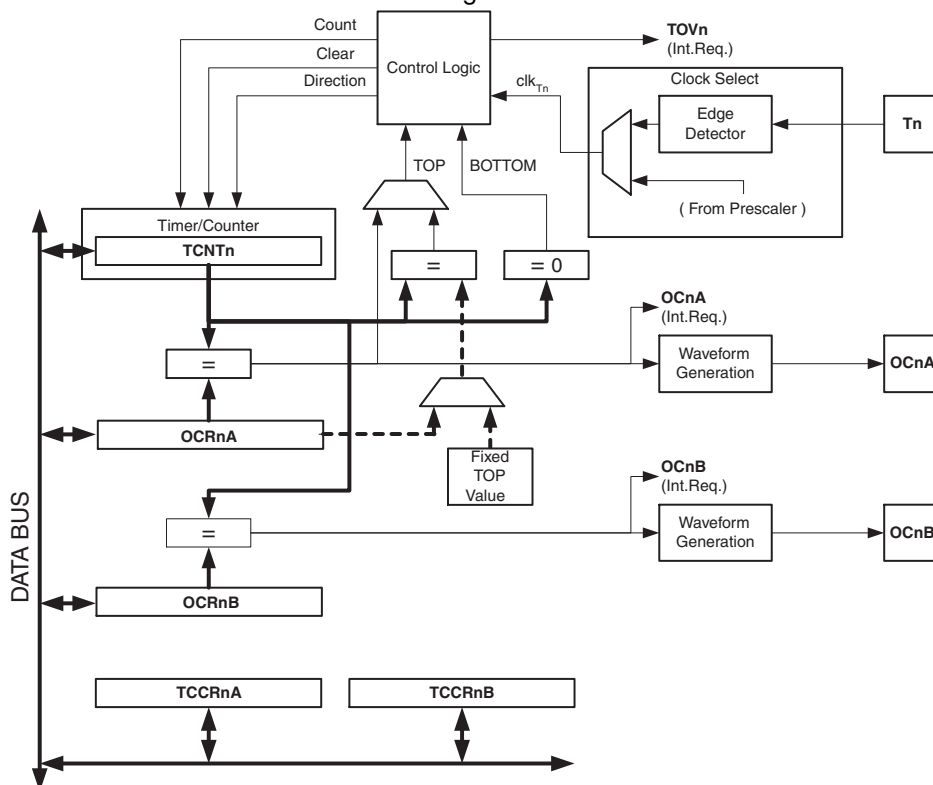 Count
Clear
Direction
Control Logic
TOVn
(Int.Req.)
clkTn
Clock Select
Edge
Detector
Tn
( From Prescaler )
TOP
BOTTOM
Timer/Counter
TCNTn
=
= 0
OCnA
(Int.Req.)
=
Waveform
Generation
OCnA
OCRnA
Fixed
TOP
Value
OCnB
(Int.Req.)
=
Waveform
Generation
OCnB
OCRnB
DATA BUS
TCCRnA
TCCRnB